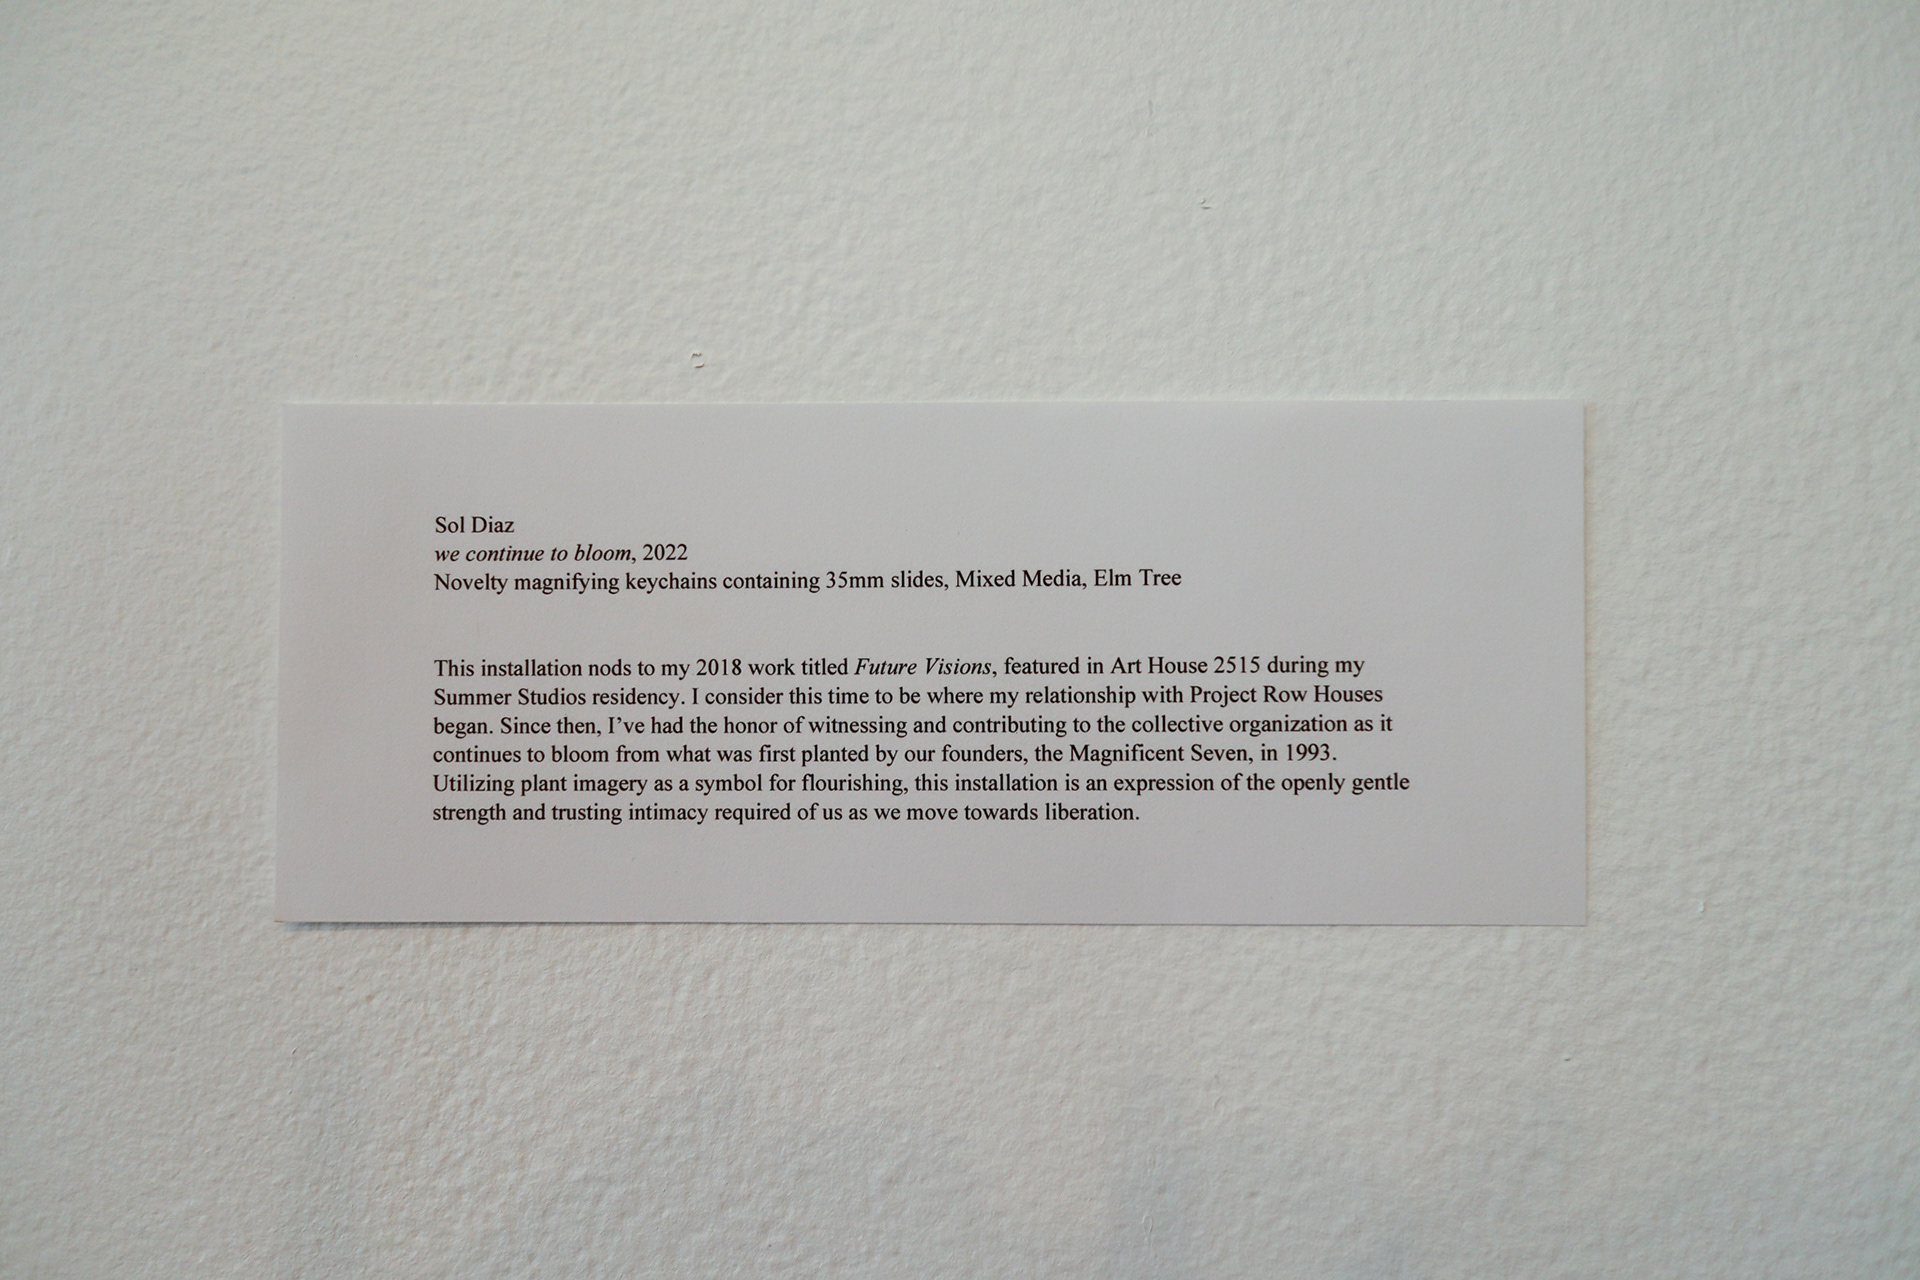 Sol Diaz
we continue to bloom, 2022
Novelty magnifying keychains containing 35mm slides, Mixed Media, Elm Tree
This installation nods to my 2018 work titled Future Visions, featured in Art House 2515 during my
Summer Studios residency. I consider this time to be where my relationship with Project Row Houses
began. Since then, I’ve had the honor of witnessing and contributing to the collective organization as it
continues to bloom from what was first planted by our founders, the Magnificent Seven, in 1993.
Utilizing plant imagery as a symbol for flourishing, this installation is an expression of the openly gentle
strength and trusting intimacy required of us as we move towards liberation.